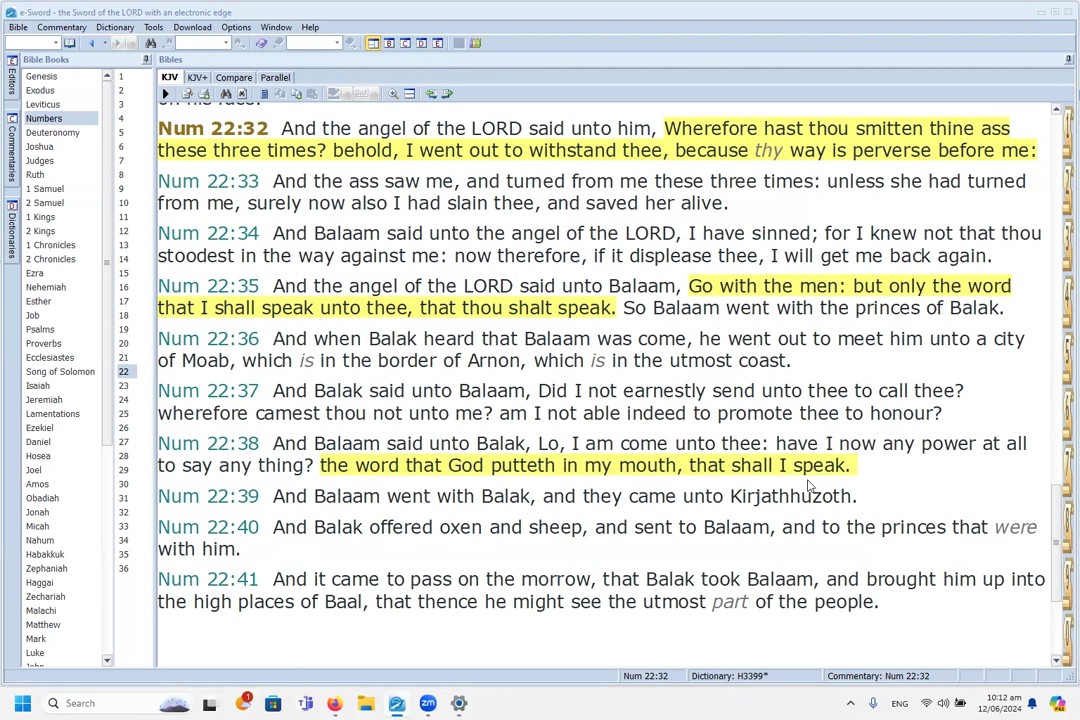 e-Sword - the Sword of the LORD with an electronic edge
Bible Commentary Dictionary Tools Download Options Window Help
B C D E
Bible Books
Bibles
Editors
Commentaries
Dictionaries
KJV KJV+ Compare Parallel
Genesis 1
Exodus 2
Leviticus 3
Numbers 4
Deuteronomy 5
Joshua 6
Judges 7
Ruth 8
1 Samuel 9
2 Samuel 10
1 Kings 11
2 Kings 12
1 Chronicles 13
2 Chronicles 14
Ezra 15
Nehemiah 16
Esther 17
Job 18
Psalms 19
Proverbs 20
Ecclesiastes 21
Song of Solomon 22
Isaiah 23
Jeremiah 24
Lamentations 25
Ezekiel 26
Daniel 27
Hosea 28
Joel 29
Amos 30
Obadiah 31
Jonah 32
Micah 33
Nahum 34
Habakkuk 35
Zephaniah 36
Haggai
Zechariah
Malachi
Matthew
Mark
Luke
John
on his face.
Num 22:32 And the angel of the LORD said unto him, Wherefore hast thou smitten thine ass
these three times? behold, I went out to withstand thee, because thy way is perverse before me:
Num 22:33 And the ass saw me, and turned from me these three times: unless she had turned
from me, surely now also I had slain thee, and saved her alive.
Num 22:34 And Balaam said unto the angel of the LORD, I have sinned; for I knew not that thou
stoodest in the way against me: now therefore, if it displease thee, I will get me back again.
Num 22:35 And the angel of the LORD said unto Balaam, Go with the men: but only the word
that I shall speak unto thee, that thou shalt speak. So Balaam went with the princes of Balak.
Num 22:36 And when Balak heard that Balaam was come, he went out to meet him unto a city
of Moab, which is in the border of Arnon, which is in the utmost coast.
Num 22:37 And Balak said unto Balaam, Did I not earnestly send unto thee to call thee?
wherefore camest thou not unto me? am I not able indeed to promote thee to honour?
Num 22:38 And Balaam said unto Balak, Lo, I am come unto thee: have I now any power at all
to say any thing? the word that God putteth in my mouth, that shall I speak.
Num 22:39 And Balaam went with Balak, and they came unto Kirjathhuzoth.
Num 22:40 And Balak offered oxen and sheep, and sent to Balaam, and to the princes that were
with him.
Num 22:41 And it came to pass on the morrow, that Balak took Balaam, and brought him up into
the high places of Baal, that thence he might see the utmost part of the people.
Num 22:32 Dictionary: H3399* Commentary: Num 22:32
Search
1
ENG
10:12 am
12/06/2024
PRE